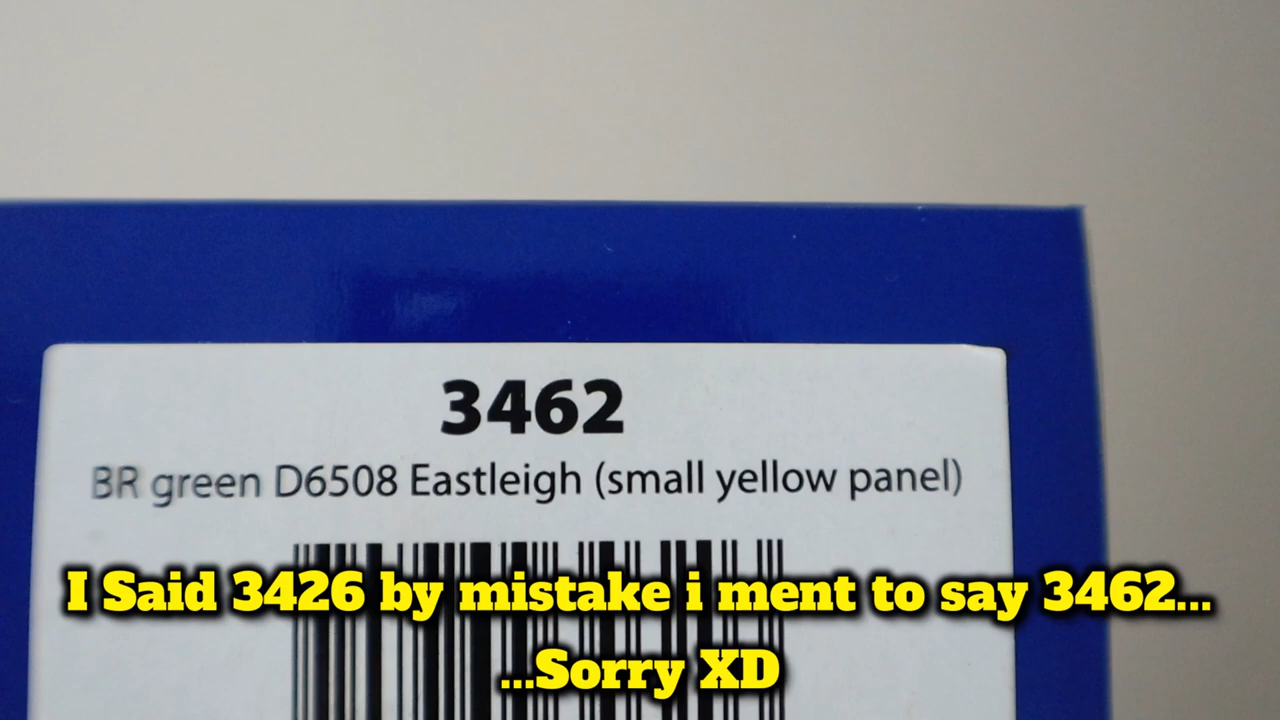 3462
BR green D6508 Eastleigh (small yellow panel)
I Said 3426 by mistake i ment to say 3462...
...Sorry XD